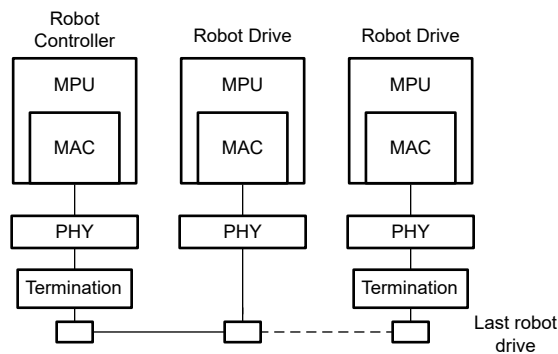 Robot
Controller
Robot Drive
Robot Drive
MPU
MPU
MPU
MAC
MAC
MAC
PHY
PHY
PHY
Termination
Termination
Last robot
drive